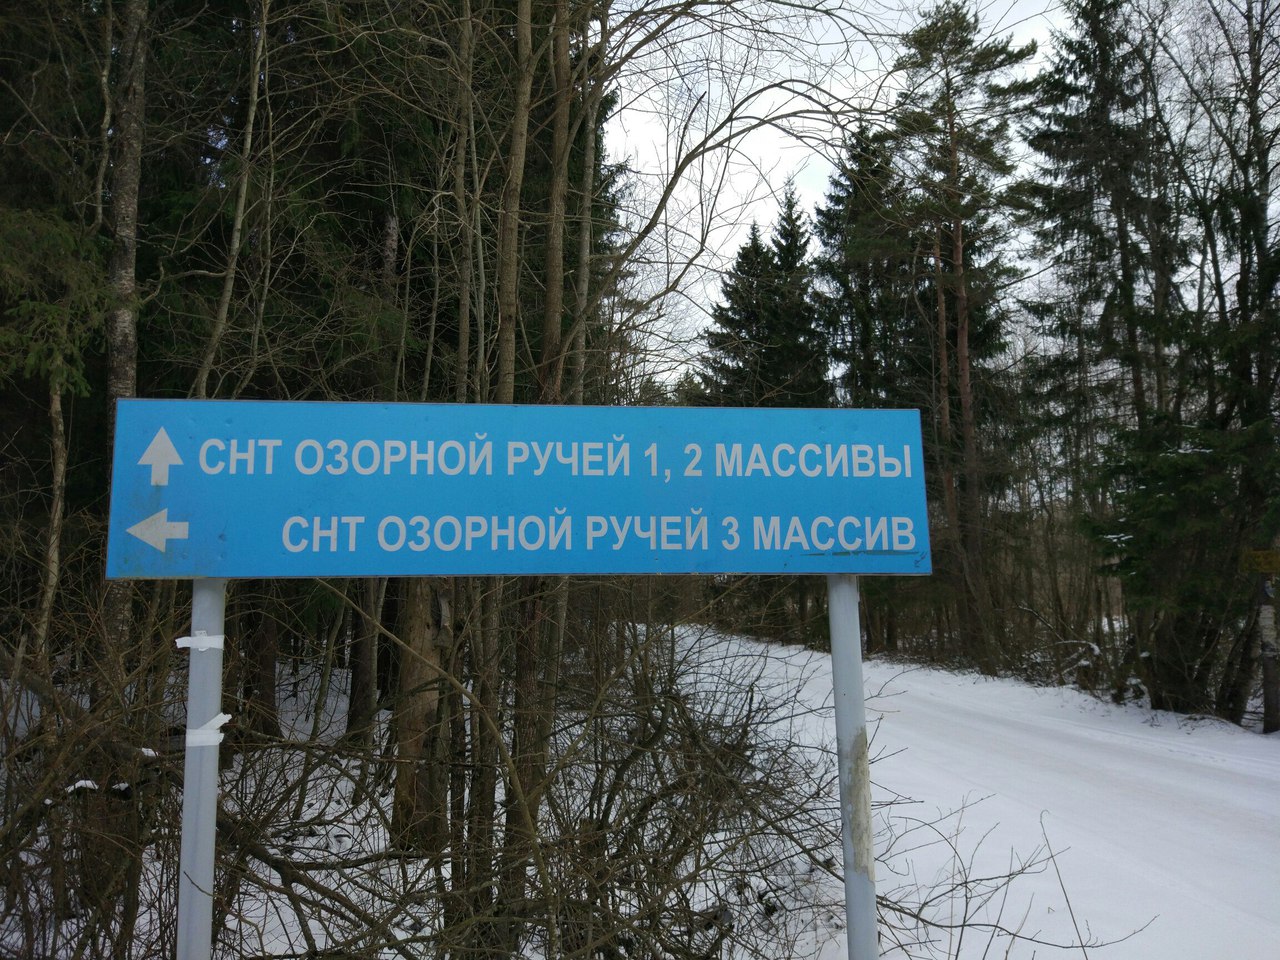 СНТ ОЗОРНОЙ РУЧЕЙ 1, 2 МАССИВЫ
СНТ ОЗОРНОЙ РУЧЕЙ 3 МАССИВ